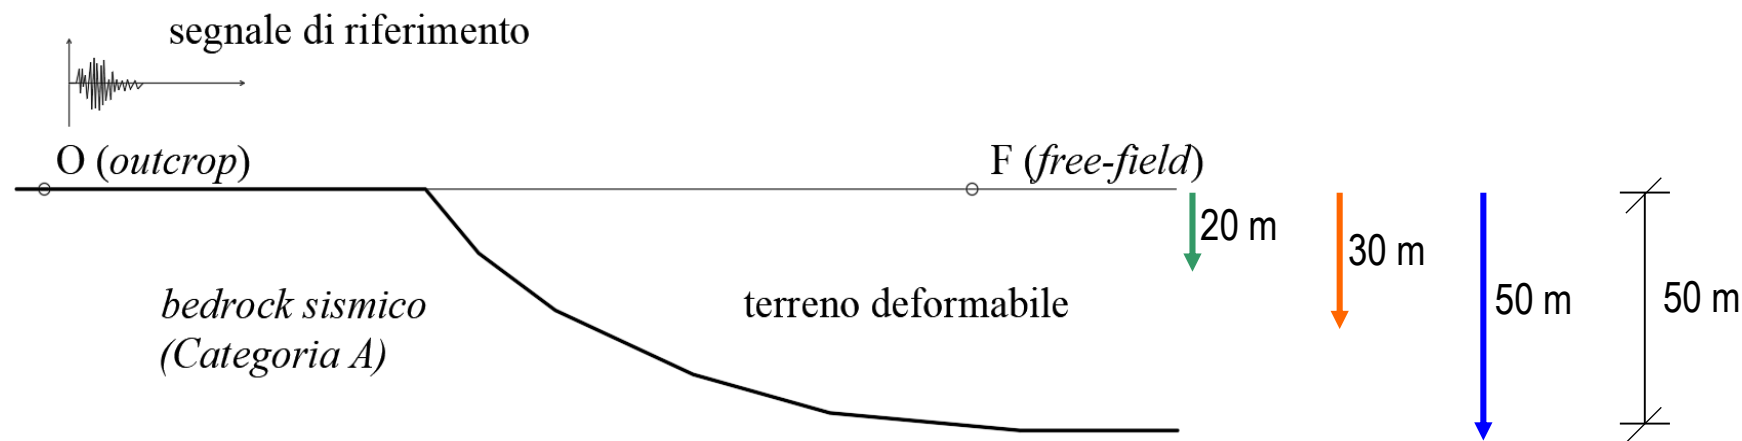 segnale di riferimento
O (outcrop)
F (free-field)
20 m
30 m
50 m
50 m
bedrock sismico
(Categoria A)
terreno deformabile